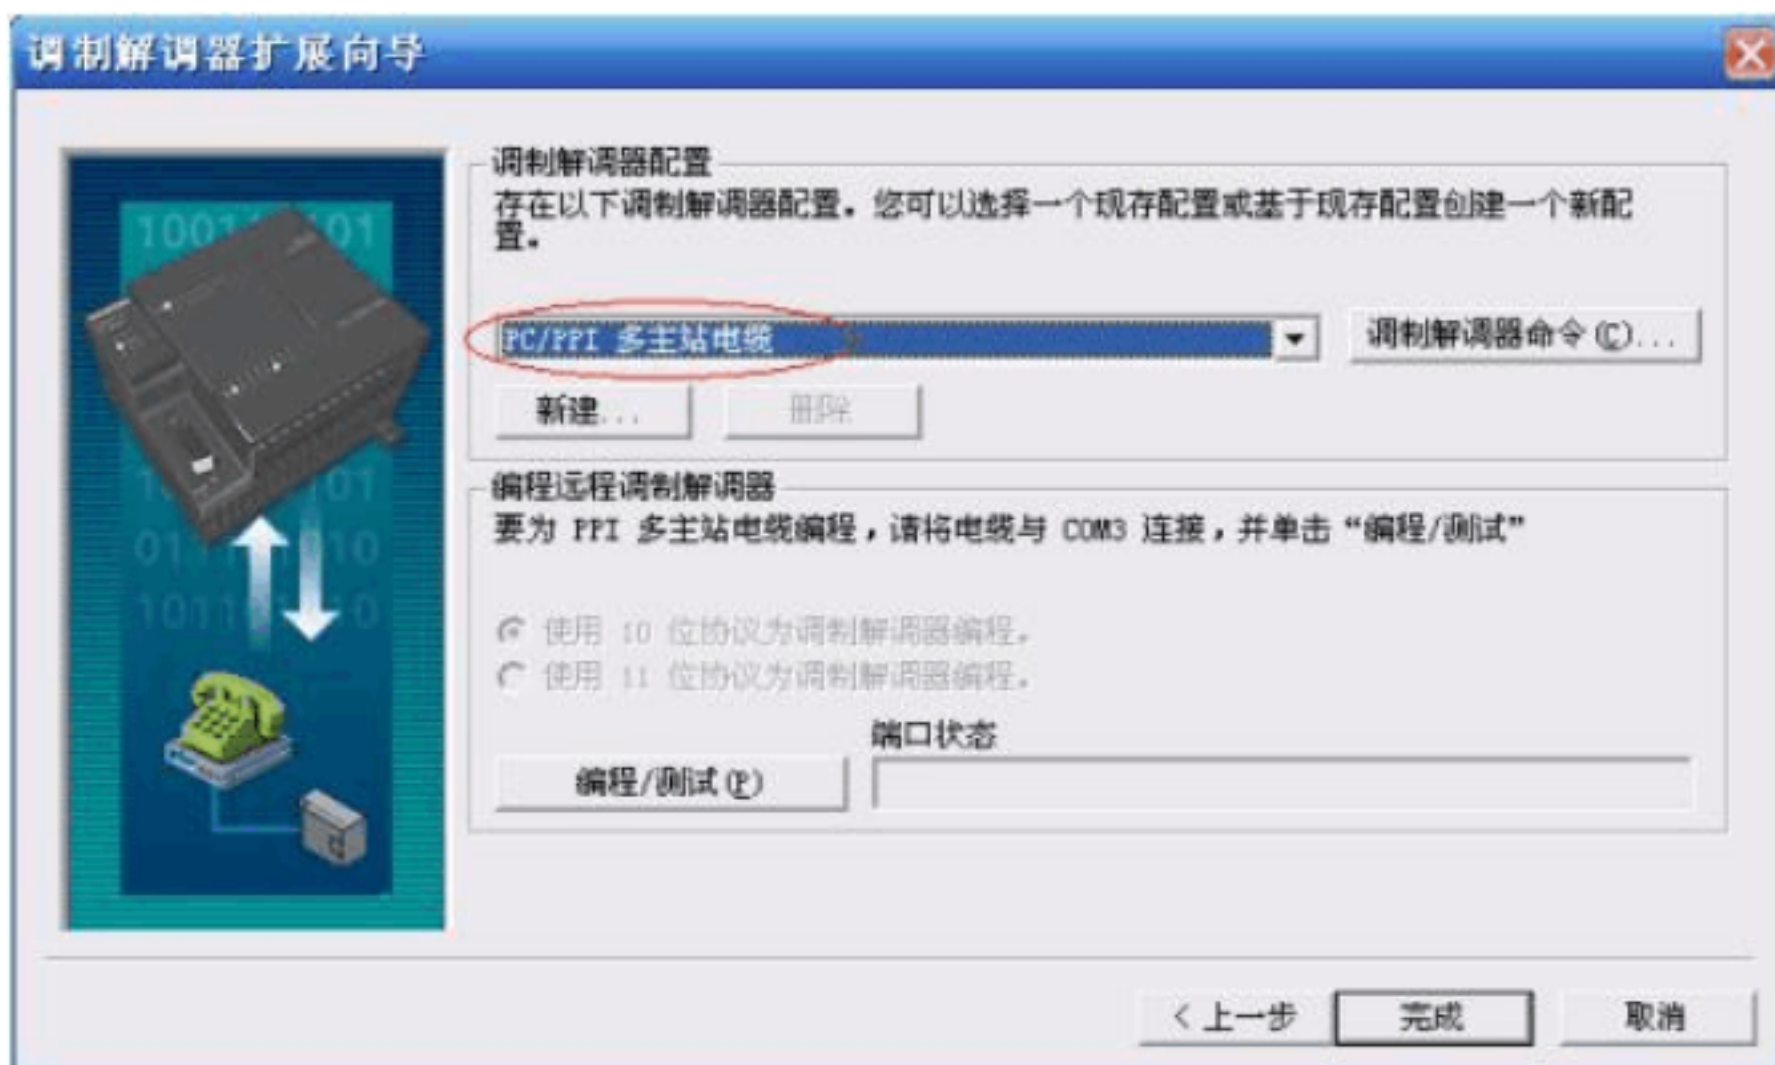 调制解调器扩展向导
调制解调器配置
存在以下调制解调器配置。您可以选择一个现存配置或基于现存配置创建一个新配
置。
PC/PPI 多主站电缆
调制解调器命令(C)...
新建...
删除
编程远程调制解调器
要为 PPI 多主站电缆编程，请将电缆与 COM3 连接，并单击“编程/测试”
使用 10 位协议为调制解调器编程。
使用 11 位协议为调制解调器编程。
端口状态
编程/测试(P)
< 上一步
完成
取消